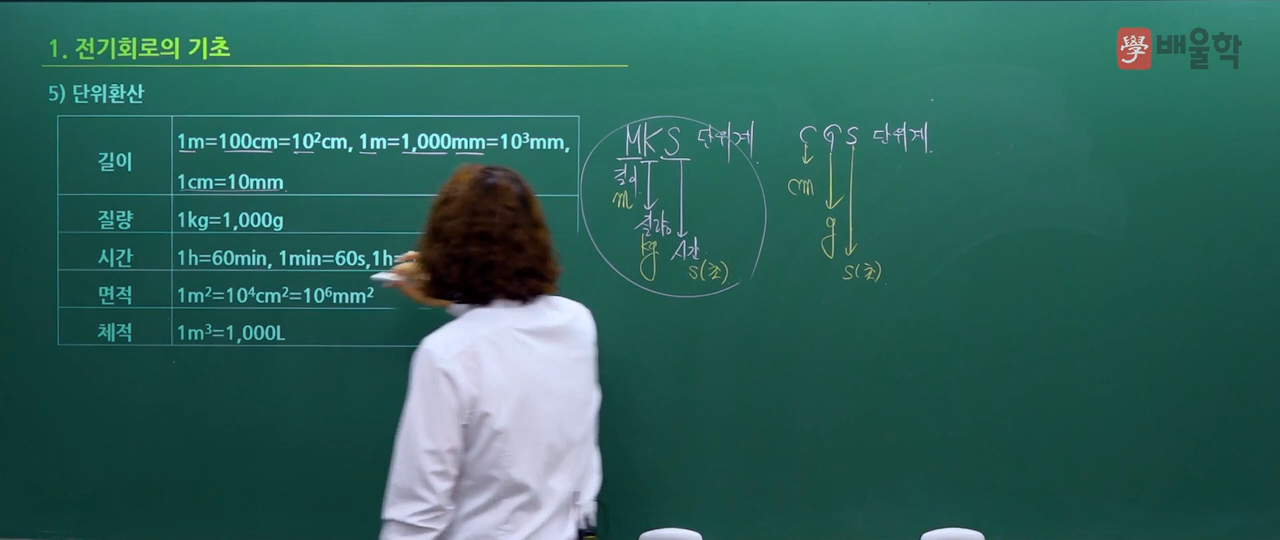 1. 전기회로의 기초
學 배울학
5) 단위환산
길이
1m=100cm=10²cm, 1m=1,000mm=10³mm,
1cm=10mm
질량
1kg=1,000g
시간
1h=60min, 1min=60s,1h=
면적
1m²=10⁴cm²=10⁶mm²
체적
1m³=1,000L
MKS 단위계.
길이
m
질량
kg
시간
s(초)
CGS 단위계.
cm
g
s(초)